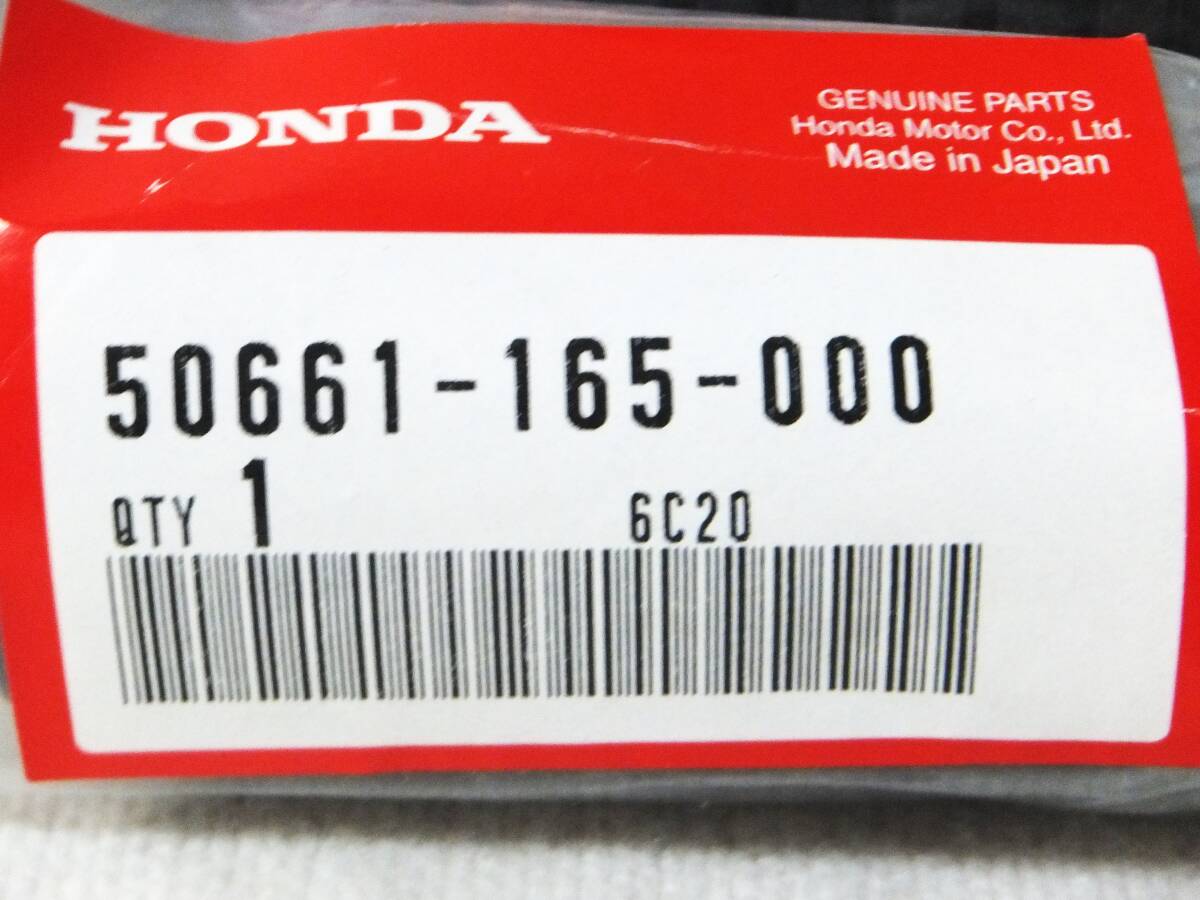 HONDA
GENUINE PARTS
Honda Motor Co., Ltd.
Made in Japan
50661-165-000
QTY 1 6C20